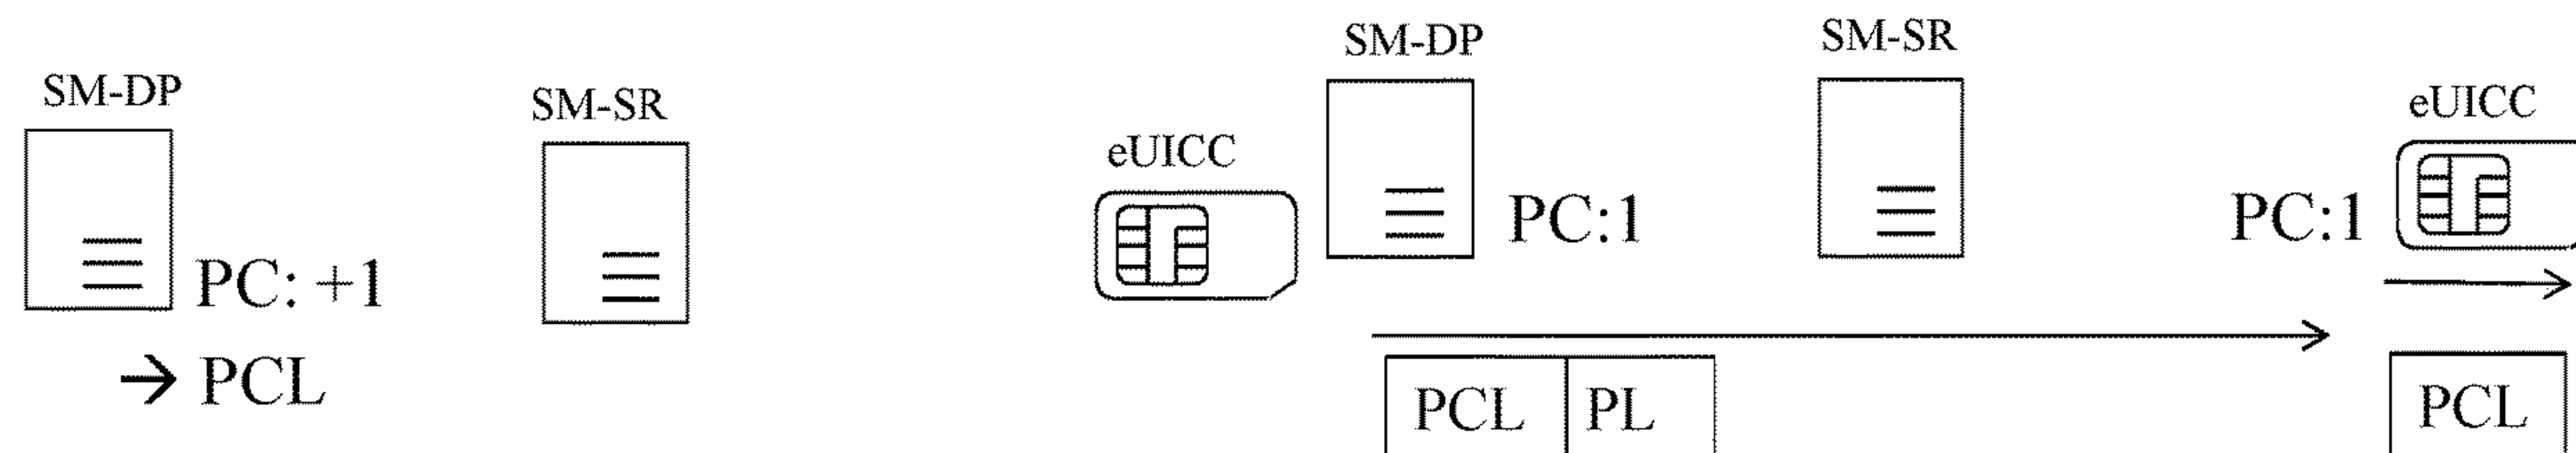 SM-DP
SM-SR
PC: +1
→ PCL
eUICC
SM-DP
SM-SR
PC:1
PC:1
eUICC
PCL PL
PCL